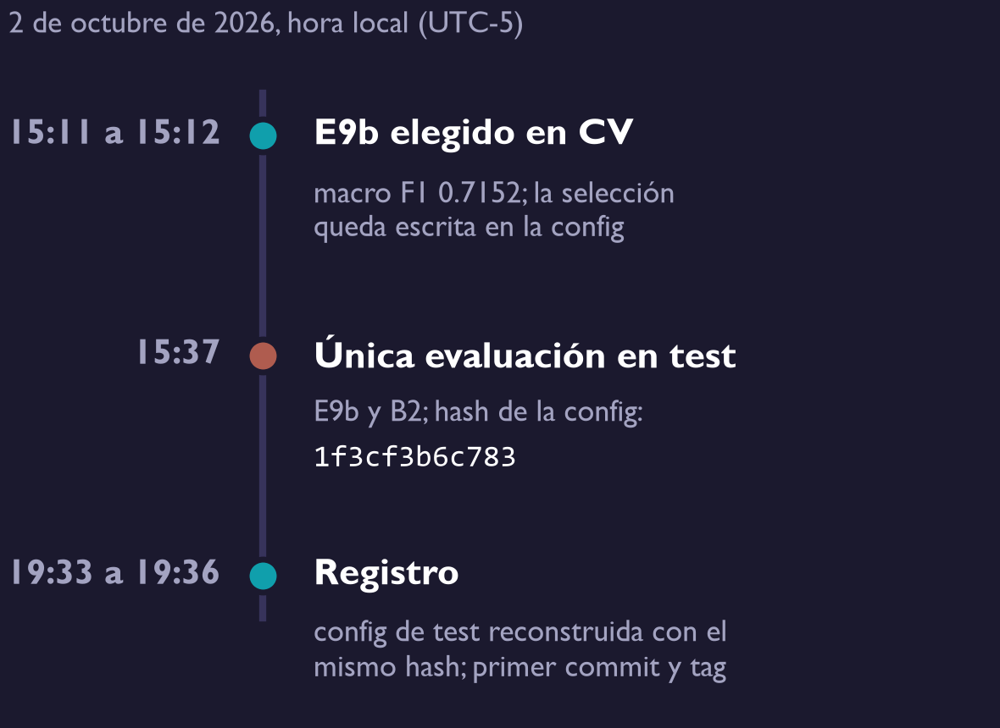 2 de octubre de 2026, hora local (UTC-5)
15:11 a 15:12
E9b elegido en CV
macro F1 0.7152; la selección
queda escrita en la config
15:37
Única evaluación en test
E9b y B2; hash de la config:
1f3cf3b6c783
19:33 a 19:36
Registro
config de test reconstruida con el
mismo hash; primer commit y tag